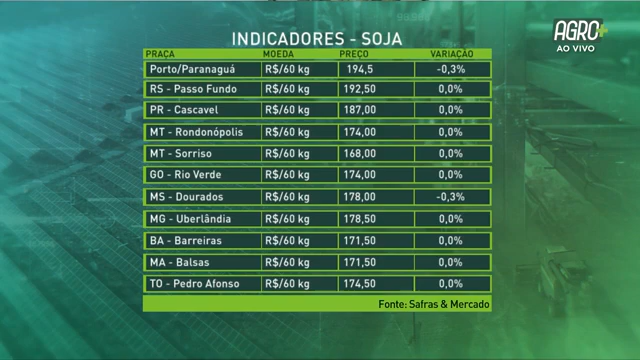 AGRO+
AO VIVO
INDICADORES - SOJA
PRAÇA MOEDA PREÇO VARIAÇÃO
Porto/Paranaguá R$/60 kg 194,5 -0,3%
RS - Passo Fundo R$/60 kg 192,50 0,0%
PR - Cascavel R$/60 kg 187,00 0,0%
MT - Rondonópolis R$/60 kg 174,00 0,0%
MT - Sorriso R$/60 kg 168,00 0,0%
GO - Rio Verde R$/60 kg 174,00 0,0%
MS - Dourados R$/60 kg 178,00 -0,3%
MG - Uberlândia R$/60 kg 178,50 0,0%
BA - Barreiras R$/60 kg 171,50 0,0%
MA - Balsas R$/60 kg 171,50 0,0%
TO - Pedro Afonso R$/60 kg 174,50 0,0%
Fonte: Safras & Mercado